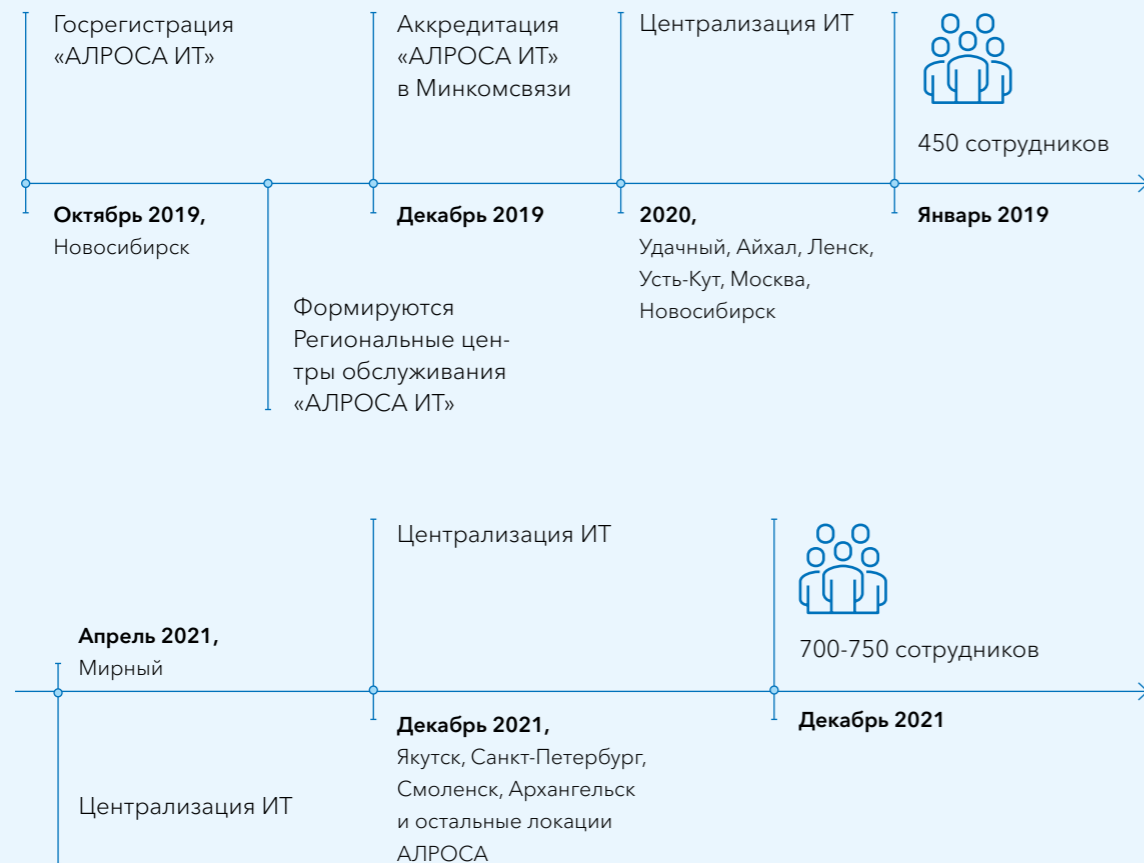 Госрегистрация
«АЛРОСА ИТ»
Октябрь 2019,
Новосибирск
Формируются
Региональные цен-
тры обслуживания
«АЛРОСА ИТ»
Аккредитация
«АЛРОСА ИТ»
в Минкомсвязи
Декабрь 2019
Централизация ИТ
2020,
Удачный, Айхал, Ленск,
Усть-Кут, Москва,
Новосибирск
450 сотрудников
Январь 2019
Апрель 2021,
Мирный
Централизация ИТ
Централизация ИТ
Декабрь 2021,
Якутск, Санкт-Петербург,
Смоленск, Архангельск
и остальные локации
АЛРОСА
700-750 сотрудников
Декабрь 2021